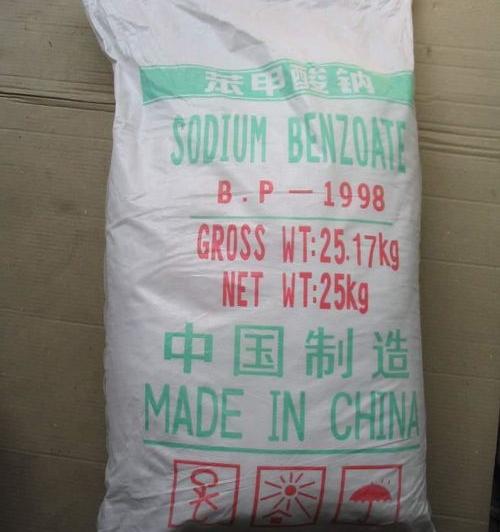 苯甲酸钠
SODIUM BENZOATE
B.P—1998
GROSS WT:25.17kg
NET WT:25kg
中国制造
MADE IN CHINA